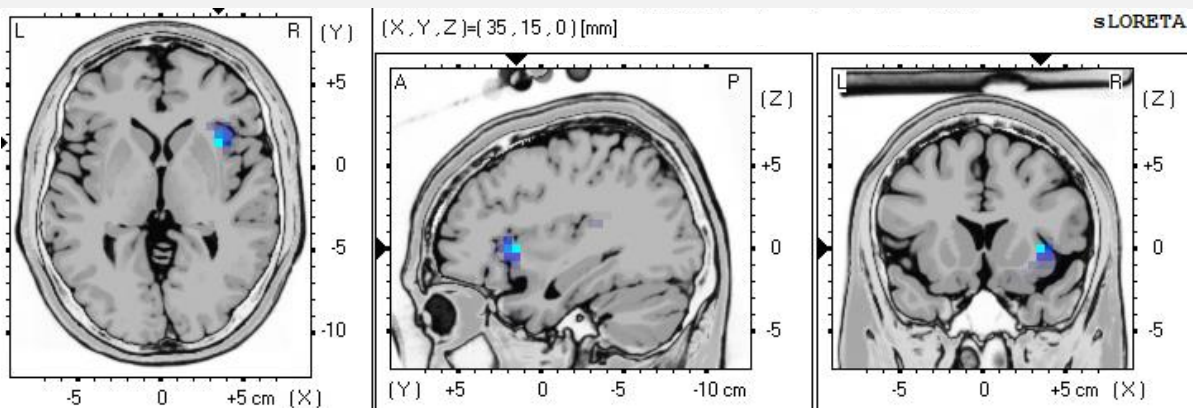 (X,Y,Z)=(35,15,0)[mm]
sLORETA
L R (Y)
+5
0
-5
-10
-5 0 +5 cm (X)
A P (Z)
+5
0
-5
(Y) +5 0 -5 -10 cm
L R (Z)
+5
0
-5
-5 0 +5 cm (X)